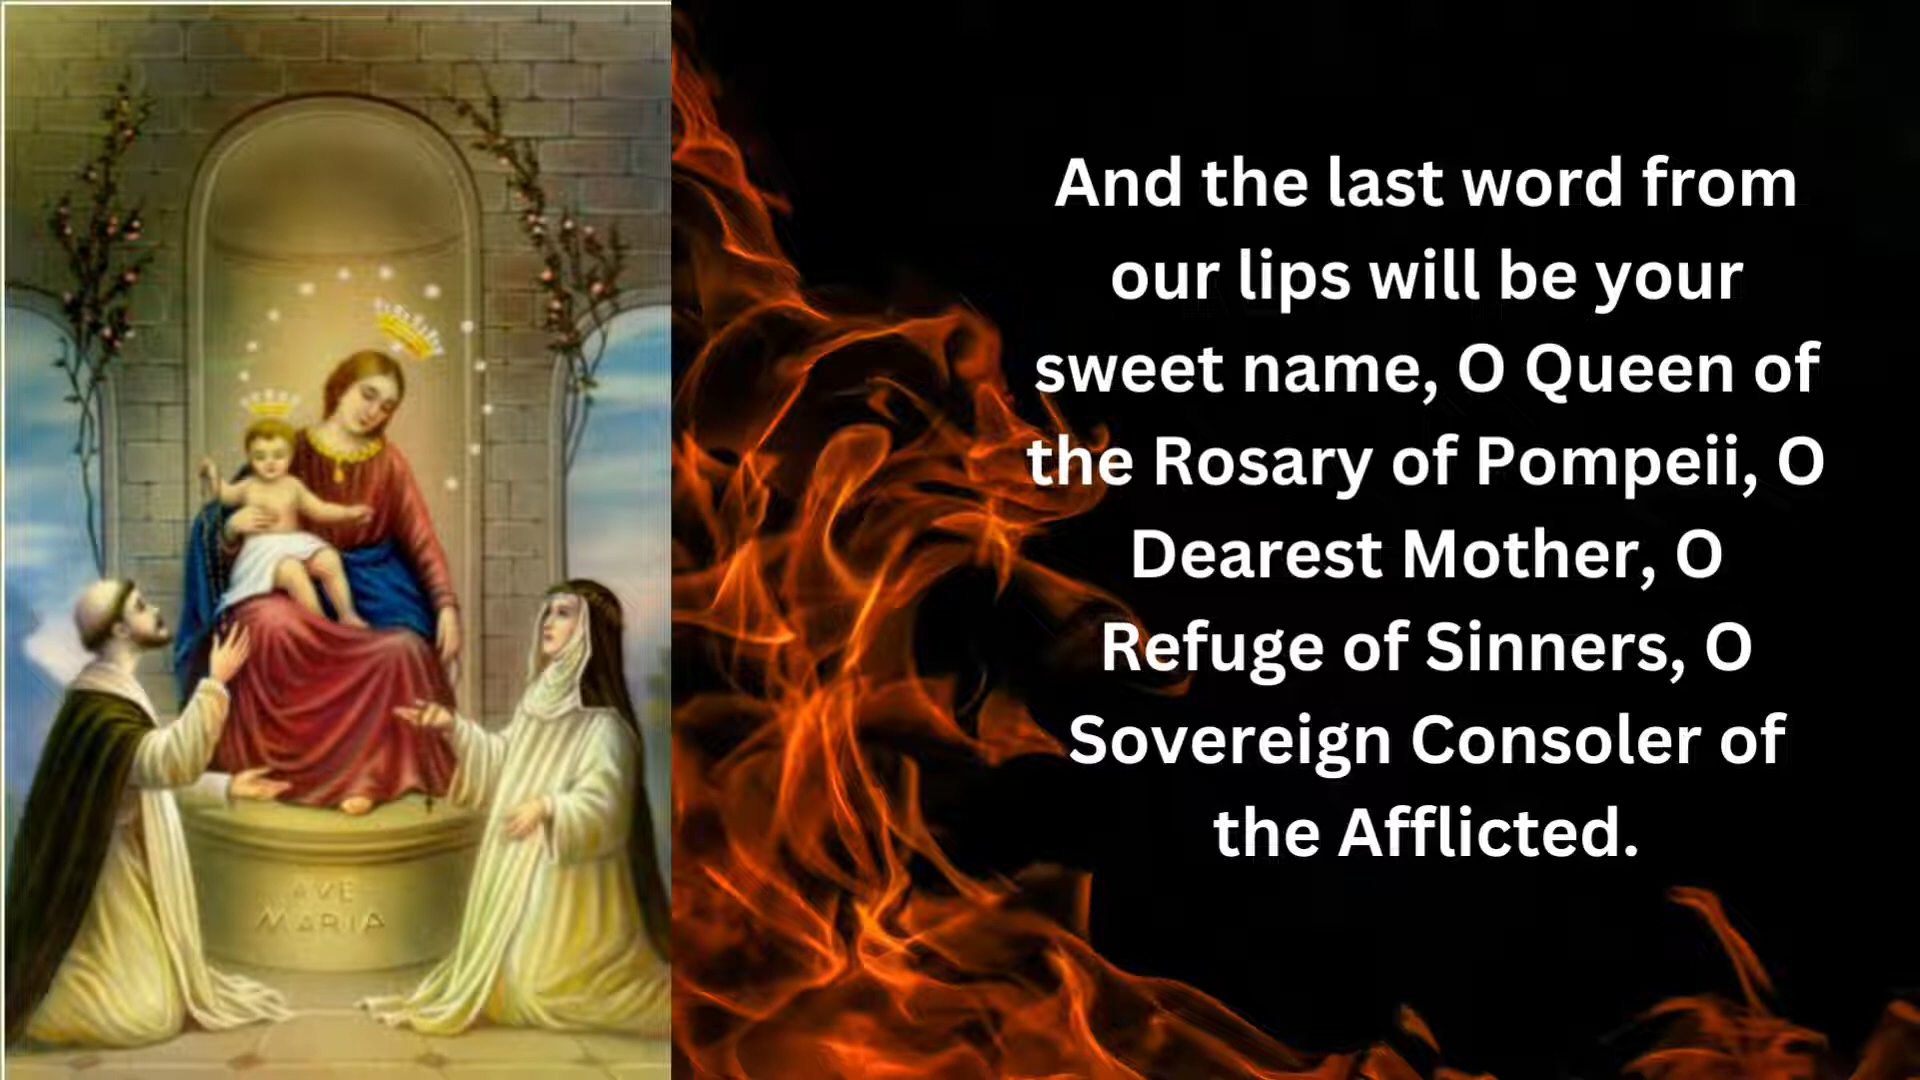 And the last word from
our lips will be your
sweet name, O Queen of
the Rosary of Pompeii, O
Dearest Mother, O
Refuge of Sinners, O
Sovereign Consoler of
the Afflicted.
AVE
MARIA